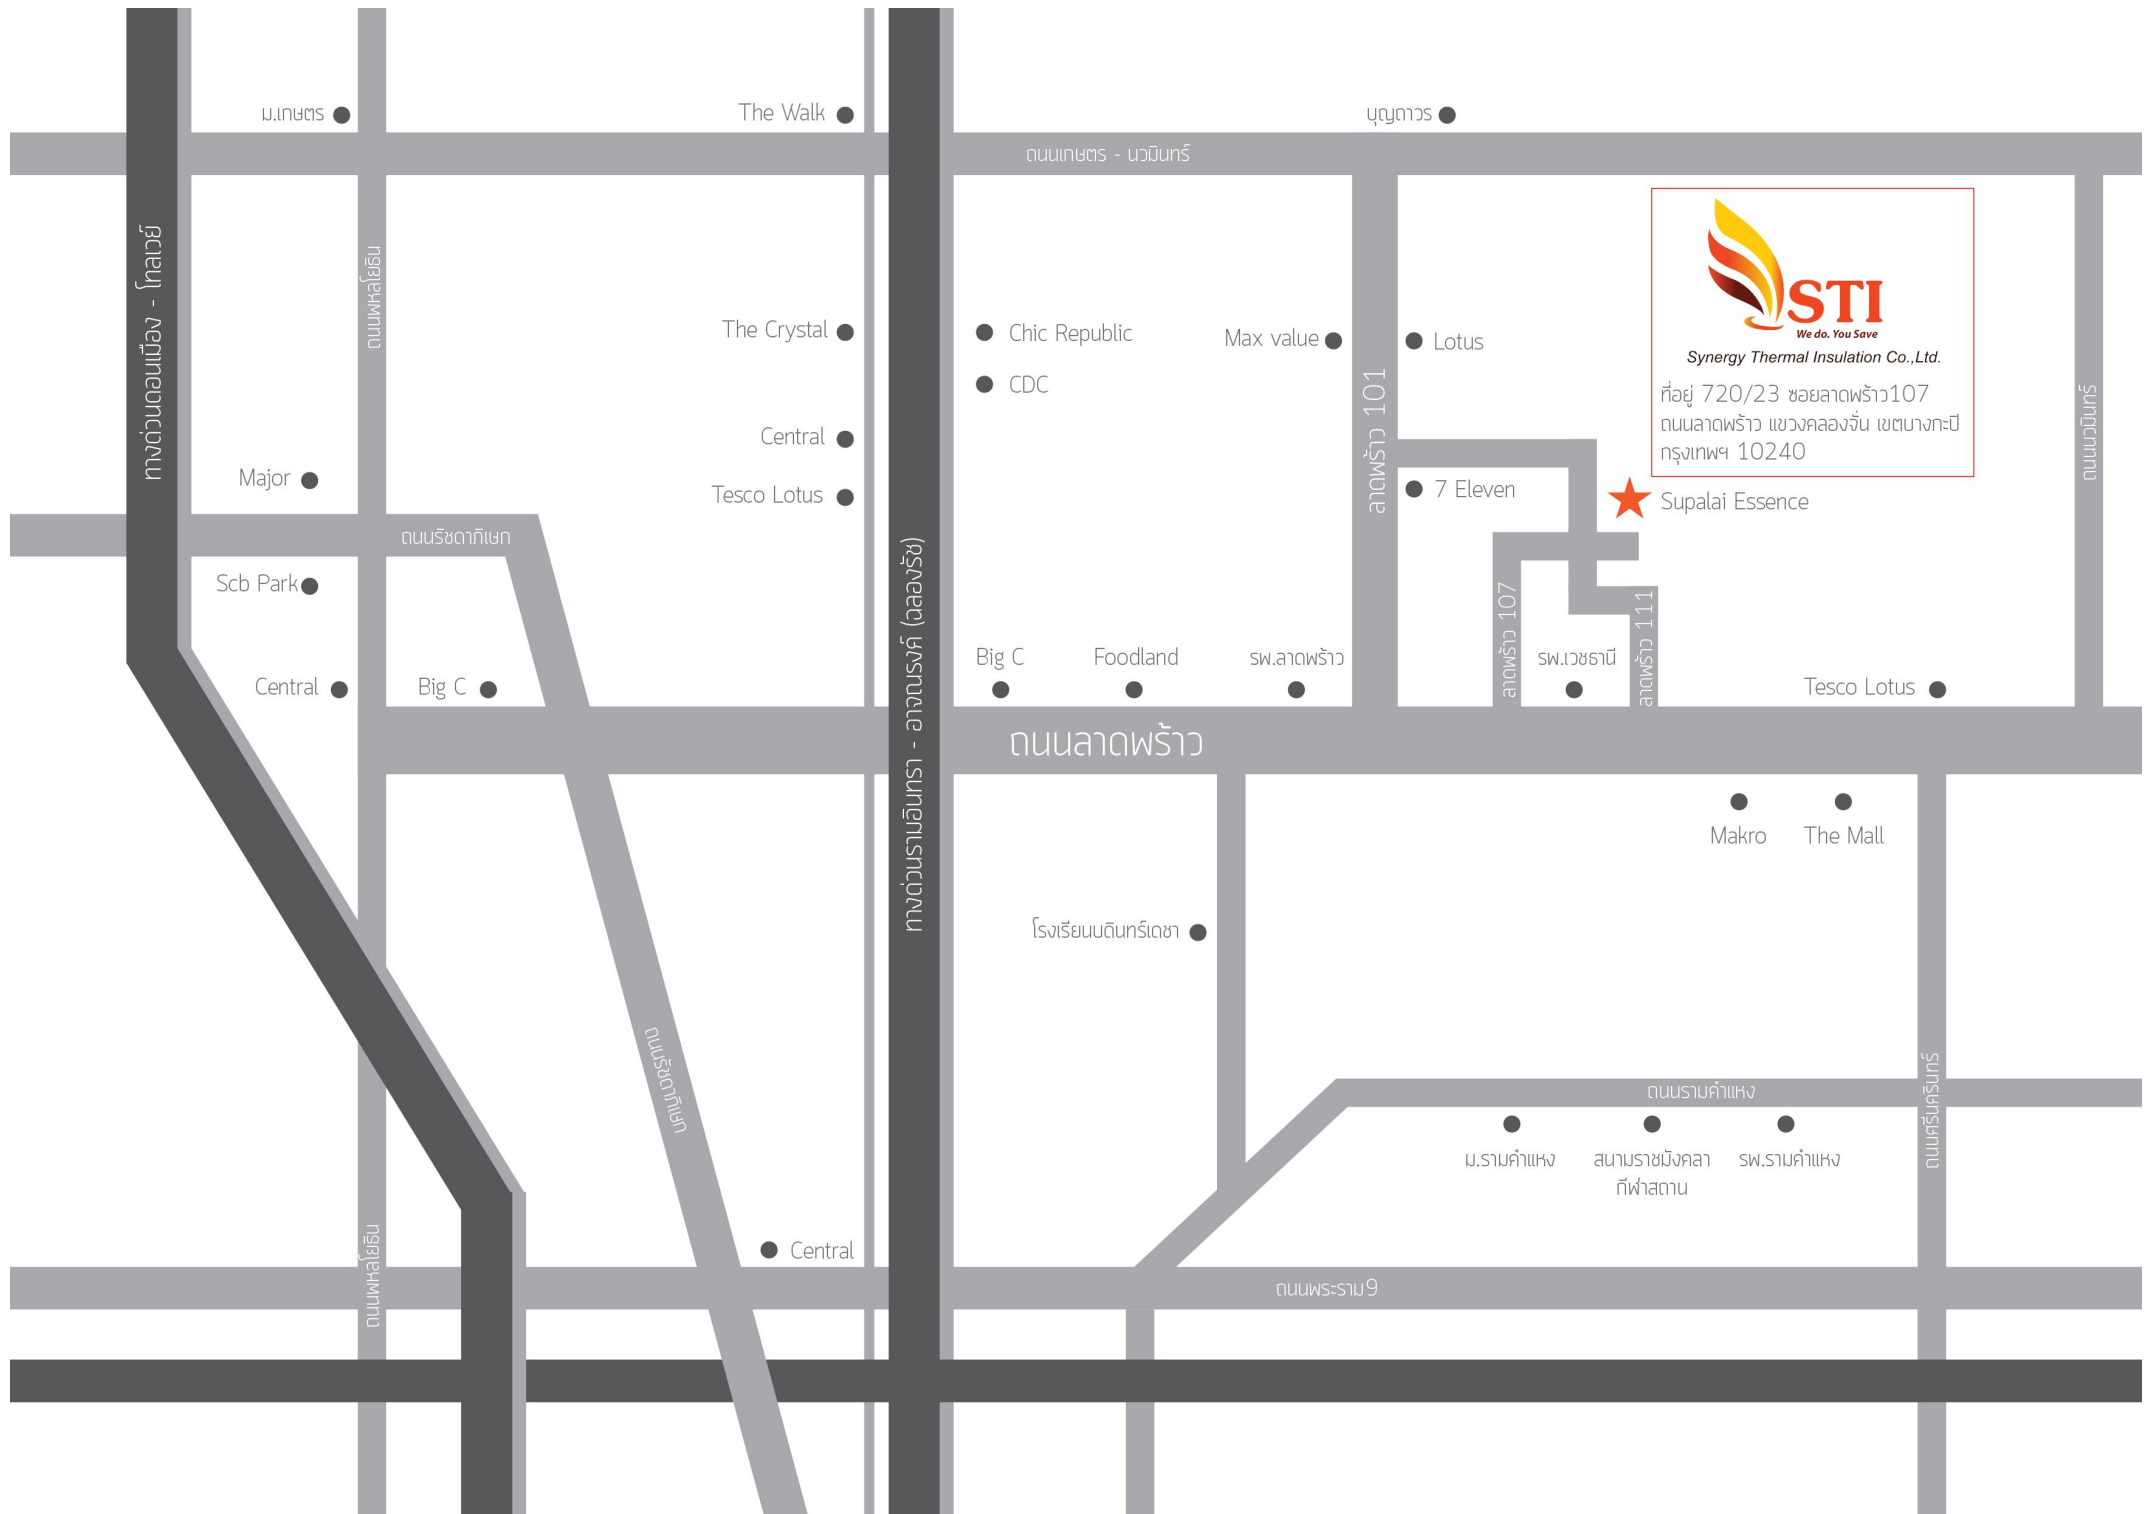 ม.เกษตร
The Walk
บุญถาวร
ถนนเกษตร - นวมินทร์
ทางด่วนดอนเมือง - โทลเวย์
ถนนพหลโยธิน
STI
We do. You Save
Synergy Thermal Insulation Co.,Ltd.
ที่อยู่ 720/23 ซอยลาดพร้าว107
ถนนลาดพร้าว แขวงคลองจั่น เขตบางกะปิ
กรุงเทพฯ 10240
The Crystal
Chic Republic
Max value
Lotus
CDC
ลาดพร้าว 101
ถนนนวมินทร์
Central
Major
Tesco Lotus
7 Eleven
Supalai Essence
ถนนรัชดาภิเษก
Scb Park
ทางด่วนรามอินทรา - อาจณรงค์ (ฉลองรัช)
ลาดพร้าว 107
ลาดพร้าว 111
Big C
Foodland
รพ.ลาดพร้าว
รพ.เวชธานี
Central
Big C
Tesco Lotus
ถนนลาดพร้าว
Makro
The Mall
โรงเรียนบดินทร์เดชา
ถนนรัชดาภิเษก
ถนนรามคำแหง
ถนนศรีนครินทร์
ม.รามคำแหง
สนามราชมังคลา
กีฬาสถาน
รพ.รามคำแหง
ถนนพหลโยธิน
Central
ถนนพระราม9